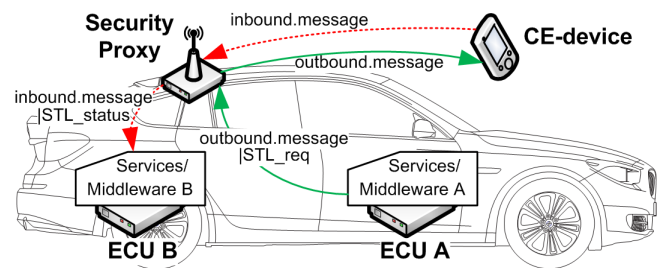 Security
Proxy
inbound.message
CE-device
outbound.message
inbound.message
|STL_status
outbound.message
|STL_req
Services/
Middleware B
Services/
Middleware A
ECU B
ECU A